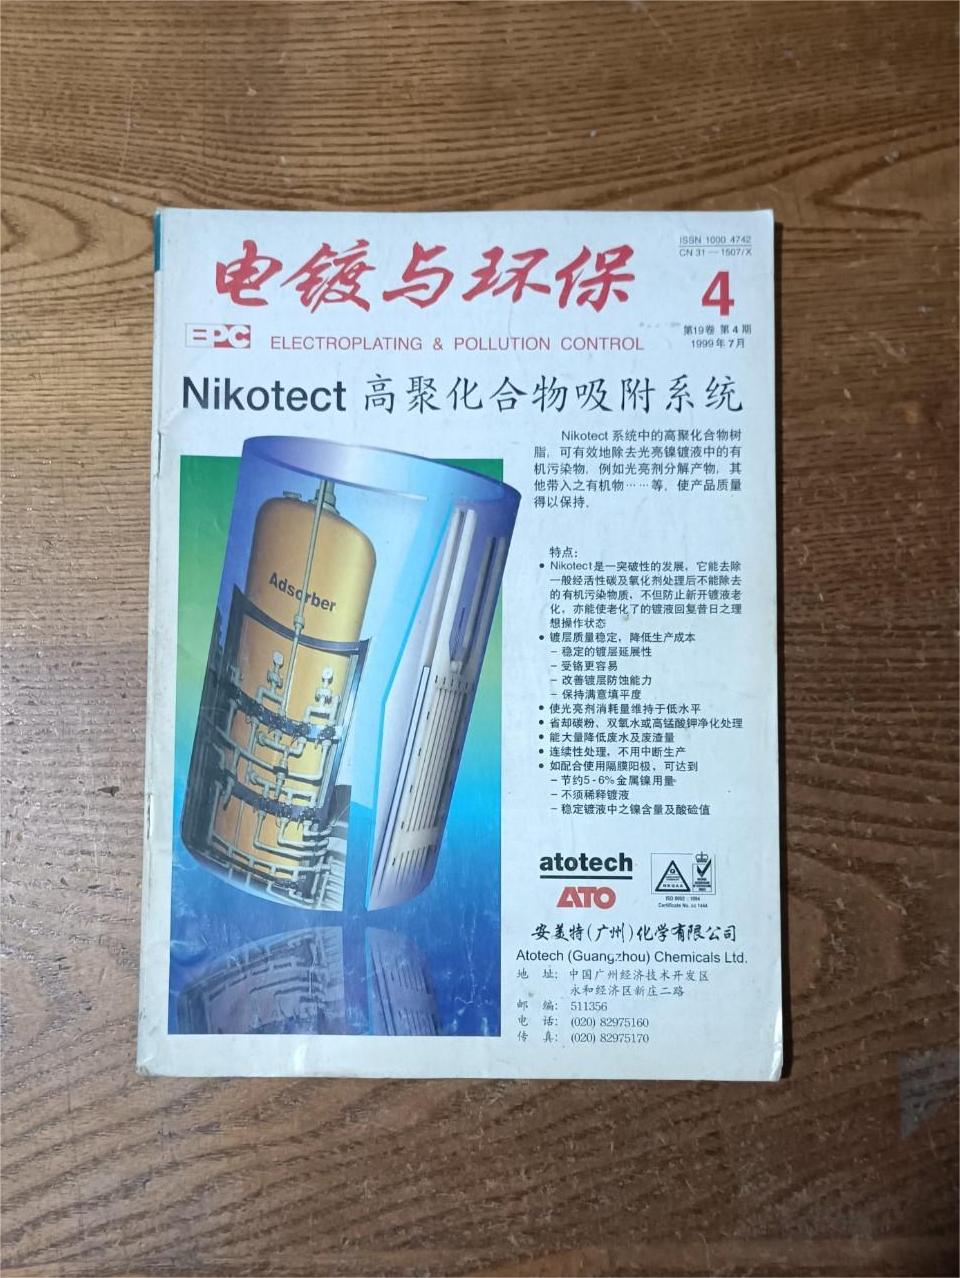 ISSN 1000 4742
CN 31—1507/X
电镀与环保
4
第19卷 第4期
1999年7月
EPC
ELECTROPLATING & POLLUTION CONTROL
Nikotect 高聚化合物吸附系统
Nikotect 系统中的高聚化合物树
脂，可有效地除去光亮镍镀液中的有
机污染物，例如光亮剂分解产物，其
他带入之有机物……等，使产品质量
得以保持。
Adsorber
特点：
● Nikotect是一突破性的发展，它能去除
一般经活性碳及氧化剂处理后不能除去
的有机污染物质，不但防止新开镀液老
化，亦能使老化了的镀液回复昔日之理
想操作状态
● 镀层质量稳定，降低生产成本
– 稳定的镀层延展性
– 受铬更容易
– 改善镀层防蚀能力
– 保持满意填平度
● 使光亮剂消耗量维持于低水平
● 省却碳粉、双氧水或高锰酸钾净化处理
● 能大量降低废水及废渣量
● 连续性处理，不用中断生产
● 如配合使用隔膜阳极，可达到
– 节约5-6%金属镍用量
– 不须稀释镀液
– 稳定镀液中之镍含量及酸硷值
atotech
ATO
ISO 9002 : 1994
Certificate No. cc 1444
安美特(广州)化学有限公司
Atotech (Guangzhou) Chemicals Ltd.
地 址: 中国广州经济技术开发区
永和经济区新庄二路
邮 编: 511356
电 话: (020) 82975160
传 真: (020) 82975170